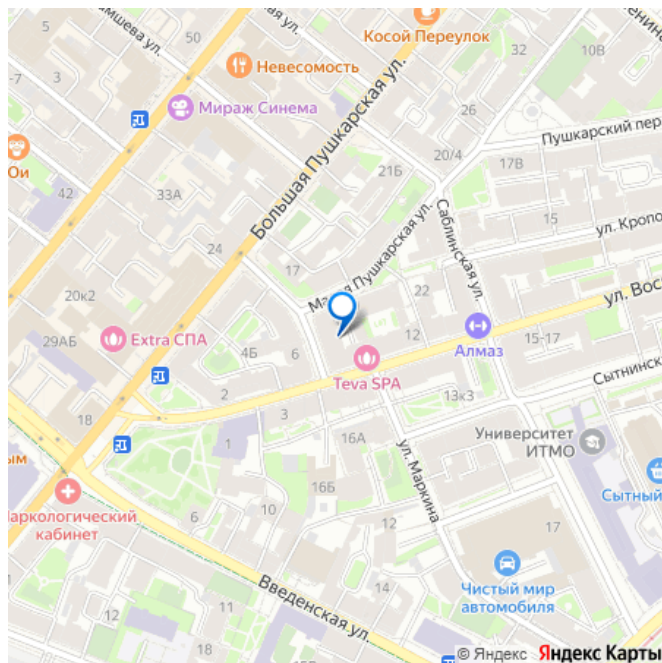 5
50
Косой Переулок
32
10В
Невесомость
-7
3
Мираж Синема
26
Пушкарский пер
Ои
42
33А
Большая Пушкарская ул.
21Б
20/4
17В
Саблинская ул.
15
24
17
Малая Пушкарская ул.
22
20к2
ул. Вос
29АБ
Extra СПА
4Б
6
12
Алмаз
15-17
Teva SPA
2
13к3
Сытнинск
18
3
1
16А
ул. Маркина
Университет
ИТМО
ым
16Б
6
10
12
Сытный
Наркологический
кабинет
17
14
Чистый мир
автомобиля
12
18
11
15Б
Введенская ул.
© Яндекс Яндекс Карты